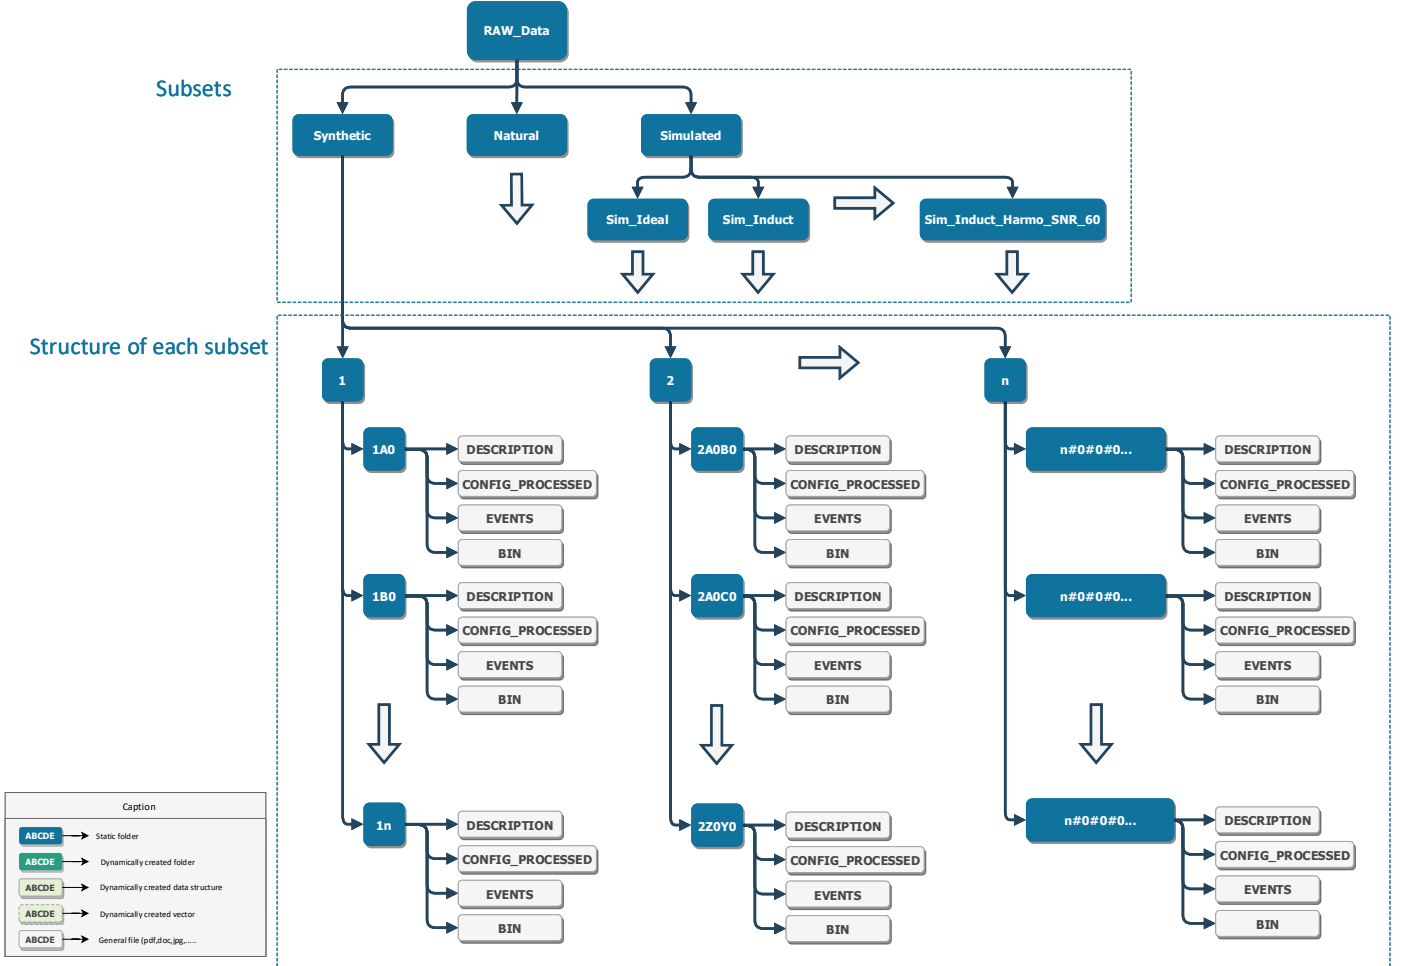 RAW_Data
Subsets
Synthetic
Natural
Simulated
Sim_Ideal
Sim_Induct
Sim_Induct_Harmo_SNR_60
Structure of each subset
1
2
n
1A0
DESCRIPTION
CONFIG_PROCESSED
EVENTS
BIN
1B0
DESCRIPTION
CONFIG_PROCESSED
EVENTS
BIN
1n
DESCRIPTION
CONFIG_PROCESSED
EVENTS
BIN
2A0B0
DESCRIPTION
CONFIG_PROCESSED
EVENTS
BIN
2A0C0
DESCRIPTION
CONFIG_PROCESSED
EVENTS
BIN
2Z0Y0
DESCRIPTION
CONFIG_PROCESSED
EVENTS
BIN
n#0#0#0...
DESCRIPTION
CONFIG_PROCESSED
EVENTS
BIN
n#0#0#0...
DESCRIPTION
CONFIG_PROCESSED
EVENTS
BIN
n#0#0#0...
DESCRIPTION
CONFIG_PROCESSED
EVENTS
BIN
Caption
ABCDE Static folder
ABCDE Dynamically created folder
ABCDE Dynamically created data structure
ABCDE Dynamically created vector
ABCDE General file (pdf,doc,jpg,.....